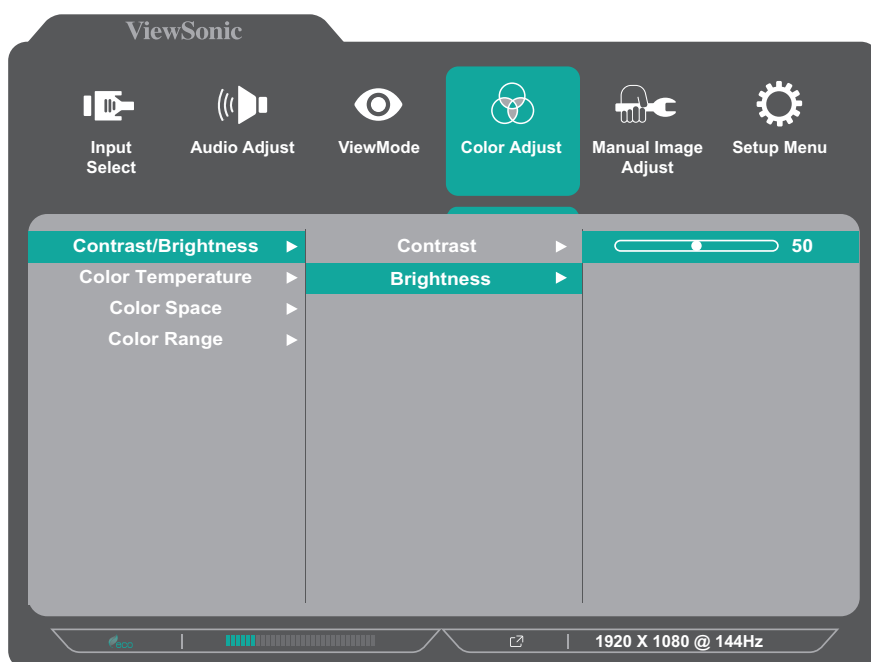 ViewSonic
Input Select
Audio Adjust
ViewMode
Color Adjust
Manual Image Adjust
Setup Menu
Contrast/Brightness
Contrast
50
Color Temperature
Brightness
Color Space
Color Range
eco
1920 X 1080 @ 144Hz